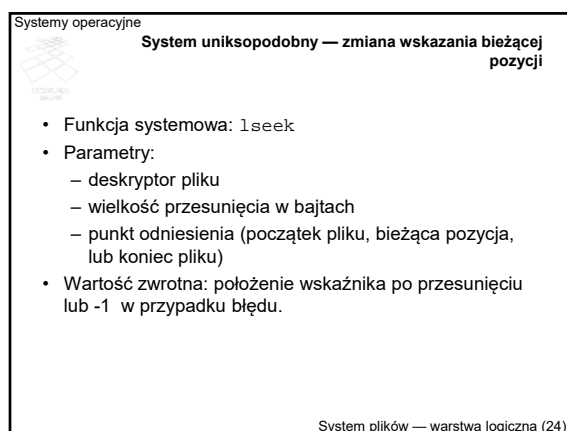 Systemy operacyjne
System uniksopodobny — zmiana wskazania bieżącej
pozycji
UCZELNIA
ONLINE
• Funkcja systemowa: lseek
• Parametry:
– deskryptor pliku
– wielkość przesunięcia w bajtach
– punkt odniesienia (początek pliku, bieżąca pozycja,
lub koniec pliku)
• Wartość zwrotna: położenie wskaźnika po przesunięciu
lub -1 w przypadku błędu.
System plików — warstwa logiczna (24)